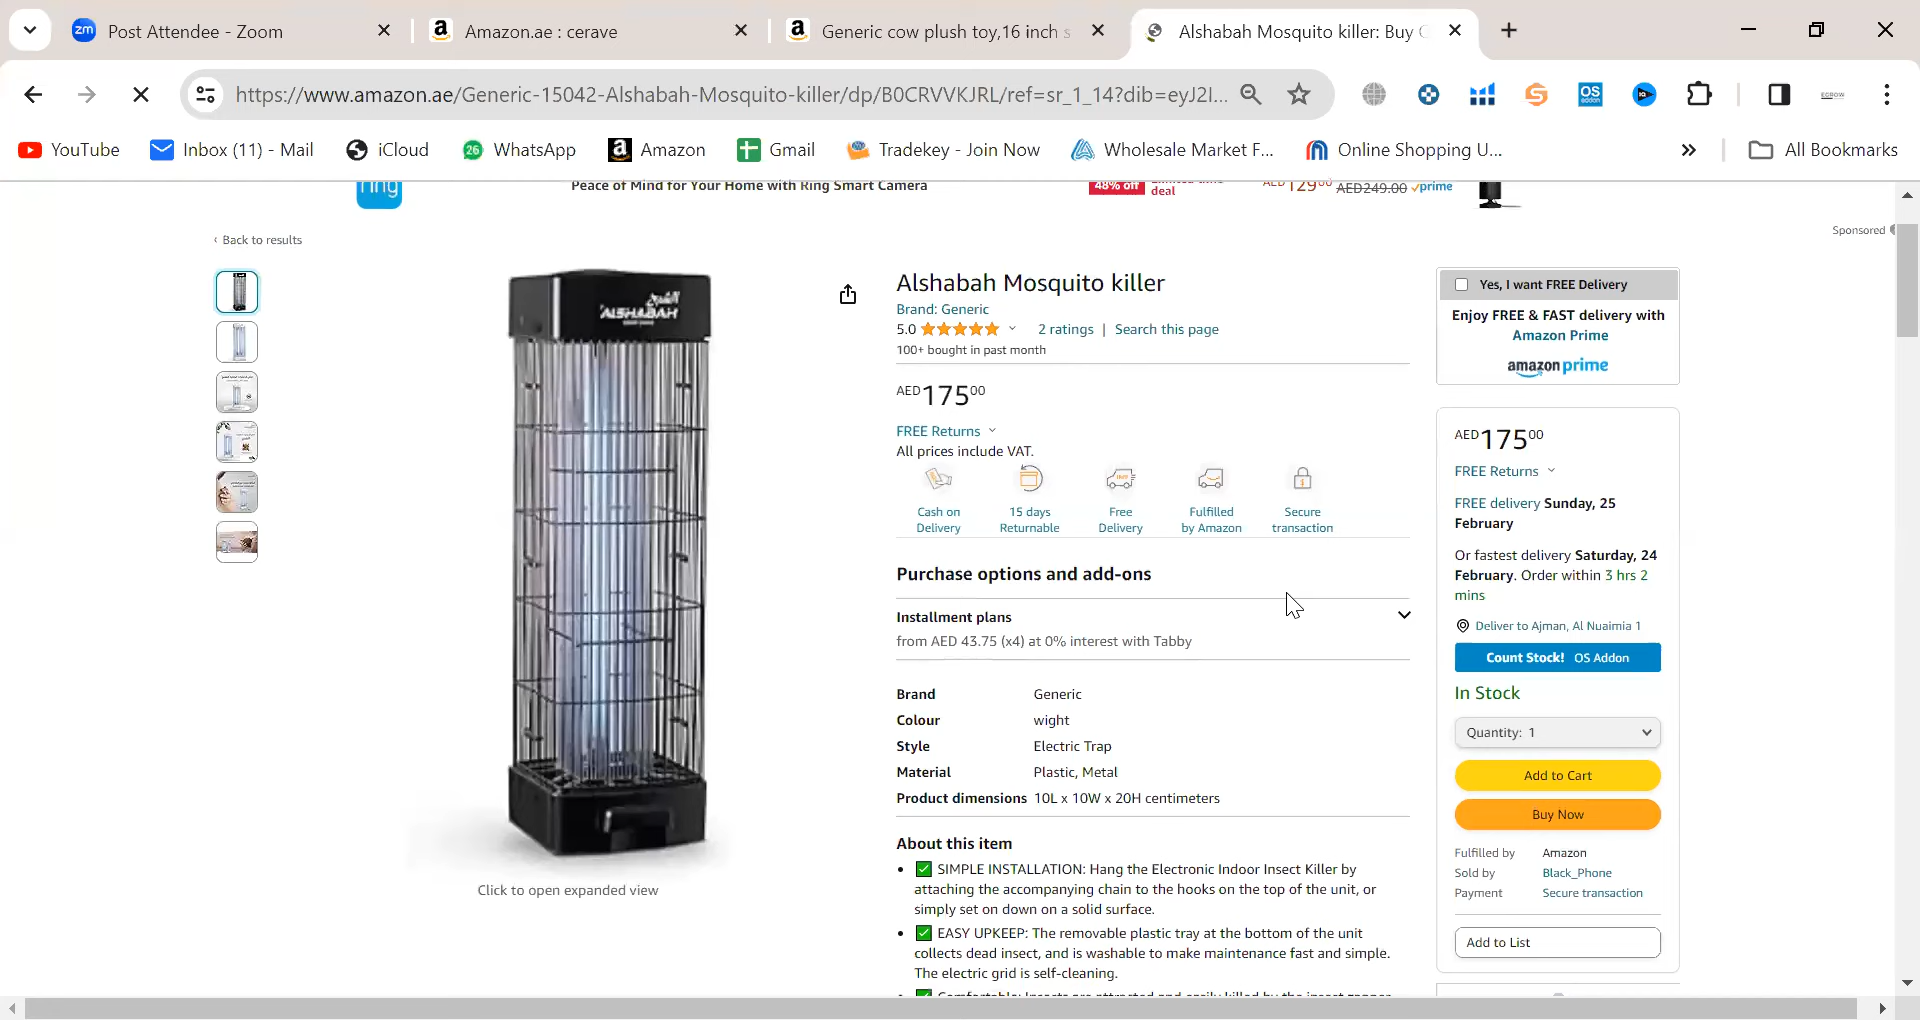 Post Attendee - Zoom
Amazon.ae : cerave
Generic cow plush toy,16 inch s
Alshabah Mosquito killer: Buy
https://www.amazon.ae/Generic-15042-Alshabah-Mosquito-killer/dp/B0CRVVKJRL/ref=sr_1_14?dib=eyJ2I...
YouTube
Inbox (11) - Mail
iCloud
26 WhatsApp
Amazon
Gmail
Tradekey - Join Now
Wholesale Market F...
Online Shopping U...
All Bookmarks
ring
Peace of Mind for Your Home with Ring Smart Camera
48% off
deal
AED 129⁰⁰ AED249.00 prime
‹ Back to results
Sponsored
ALSHABAH
Click to open expanded view
Alshabah Mosquito killer
Brand: Generic
5.0
2 ratings | Search this page
100+ bought in past month
AED 175⁰⁰
FREE Returns
All prices include VAT.
Cash on Delivery
15 days Returnable
Free Delivery
Fulfilled by Amazon
Secure transaction
Purchase options and add-ons
Installment plans
from AED 43.75 (x4) at 0% interest with Tabby
Brand Generic
Colour wight
Style Electric Trap
Material Plastic, Metal
Product dimensions 10L x 10W x 20H centimeters
About this item
• ✅ SIMPLE INSTALLATION: Hang the Electronic Indoor Insect Killer by
attaching the accompanying chain to the hooks on the top of the unit, or
simply set on down on a solid surface.
• ✅ EASY UPKEEP: The removable plastic tray at the bottom of the unit
collects dead insect, and is washable to make maintenance fast and simple.
The electric grid is self-cleaning.
Yes, I want FREE Delivery
Enjoy FREE & FAST delivery with
Amazon Prime
amazon prime
AED 175⁰⁰
FREE Returns
FREE delivery Sunday, 25
February
Or fastest delivery Saturday, 24
February. Order within 3 hrs 2
mins
Deliver to Ajman, Al Nuaimia 1
Count Stock! OS Addon
In Stock
Quantity: 1
Add to Cart
Buy Now
Fulfilled by Amazon
Sold by Black_Phone
Payment Secure transaction
Add to List